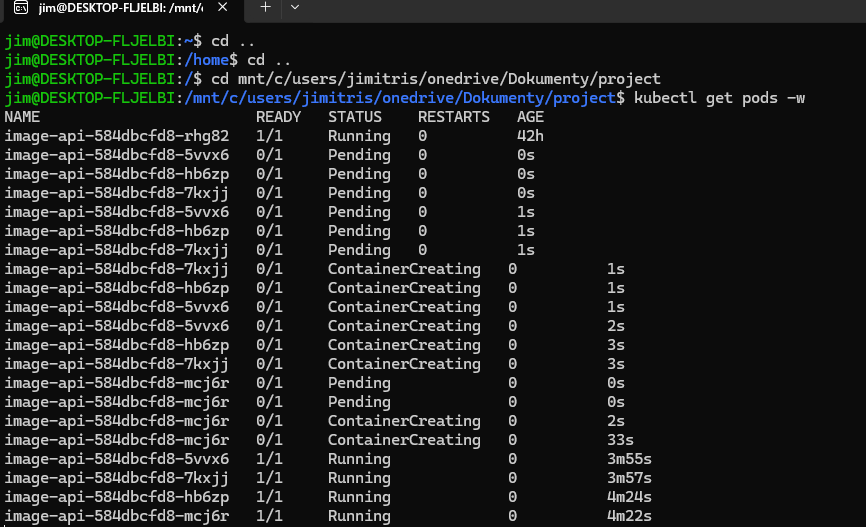 jim@DESKTOP-FLJELBI: /mnt/c
jim@DESKTOP-FLJELBI:~$ cd ..
jim@DESKTOP-FLJELBI:/home$ cd ..
jim@DESKTOP-FLJELBI:/$ cd mnt/c/users/jimitris/onedrive/Dokumenty/project
jim@DESKTOP-FLJELBI:/mnt/c/users/jimitris/onedrive/Dokumenty/project$ kubectl get pods -w
NAME READY STATUS RESTARTS AGE
image-api-584dbcfd8-rhg82 1/1 Running 0 42h
image-api-584dbcfd8-5vvx6 0/1 Pending 0 0s
image-api-584dbcfd8-hb6zp 0/1 Pending 0 0s
image-api-584dbcfd8-7kxjj 0/1 Pending 0 0s
image-api-584dbcfd8-5vvx6 0/1 Pending 0 1s
image-api-584dbcfd8-hb6zp 0/1 Pending 0 1s
image-api-584dbcfd8-7kxjj 0/1 Pending 0 1s
image-api-584dbcfd8-7kxjj 0/1 ContainerCreating 0 1s
image-api-584dbcfd8-hb6zp 0/1 ContainerCreating 0 1s
image-api-584dbcfd8-5vvx6 0/1 ContainerCreating 0 1s
image-api-584dbcfd8-5vvx6 0/1 ContainerCreating 0 2s
image-api-584dbcfd8-hb6zp 0/1 ContainerCreating 0 3s
image-api-584dbcfd8-7kxjj 0/1 ContainerCreating 0 3s
image-api-584dbcfd8-mcj6r 0/1 Pending 0 0s
image-api-584dbcfd8-mcj6r 0/1 Pending 0 0s
image-api-584dbcfd8-mcj6r 0/1 ContainerCreating 0 2s
image-api-584dbcfd8-mcj6r 0/1 ContainerCreating 0 33s
image-api-584dbcfd8-5vvx6 1/1 Running 0 3m55s
image-api-584dbcfd8-7kxjj 1/1 Running 0 3m57s
image-api-584dbcfd8-hb6zp 1/1 Running 0 4m24s
image-api-584dbcfd8-mcj6r 1/1 Running 0 4m22s